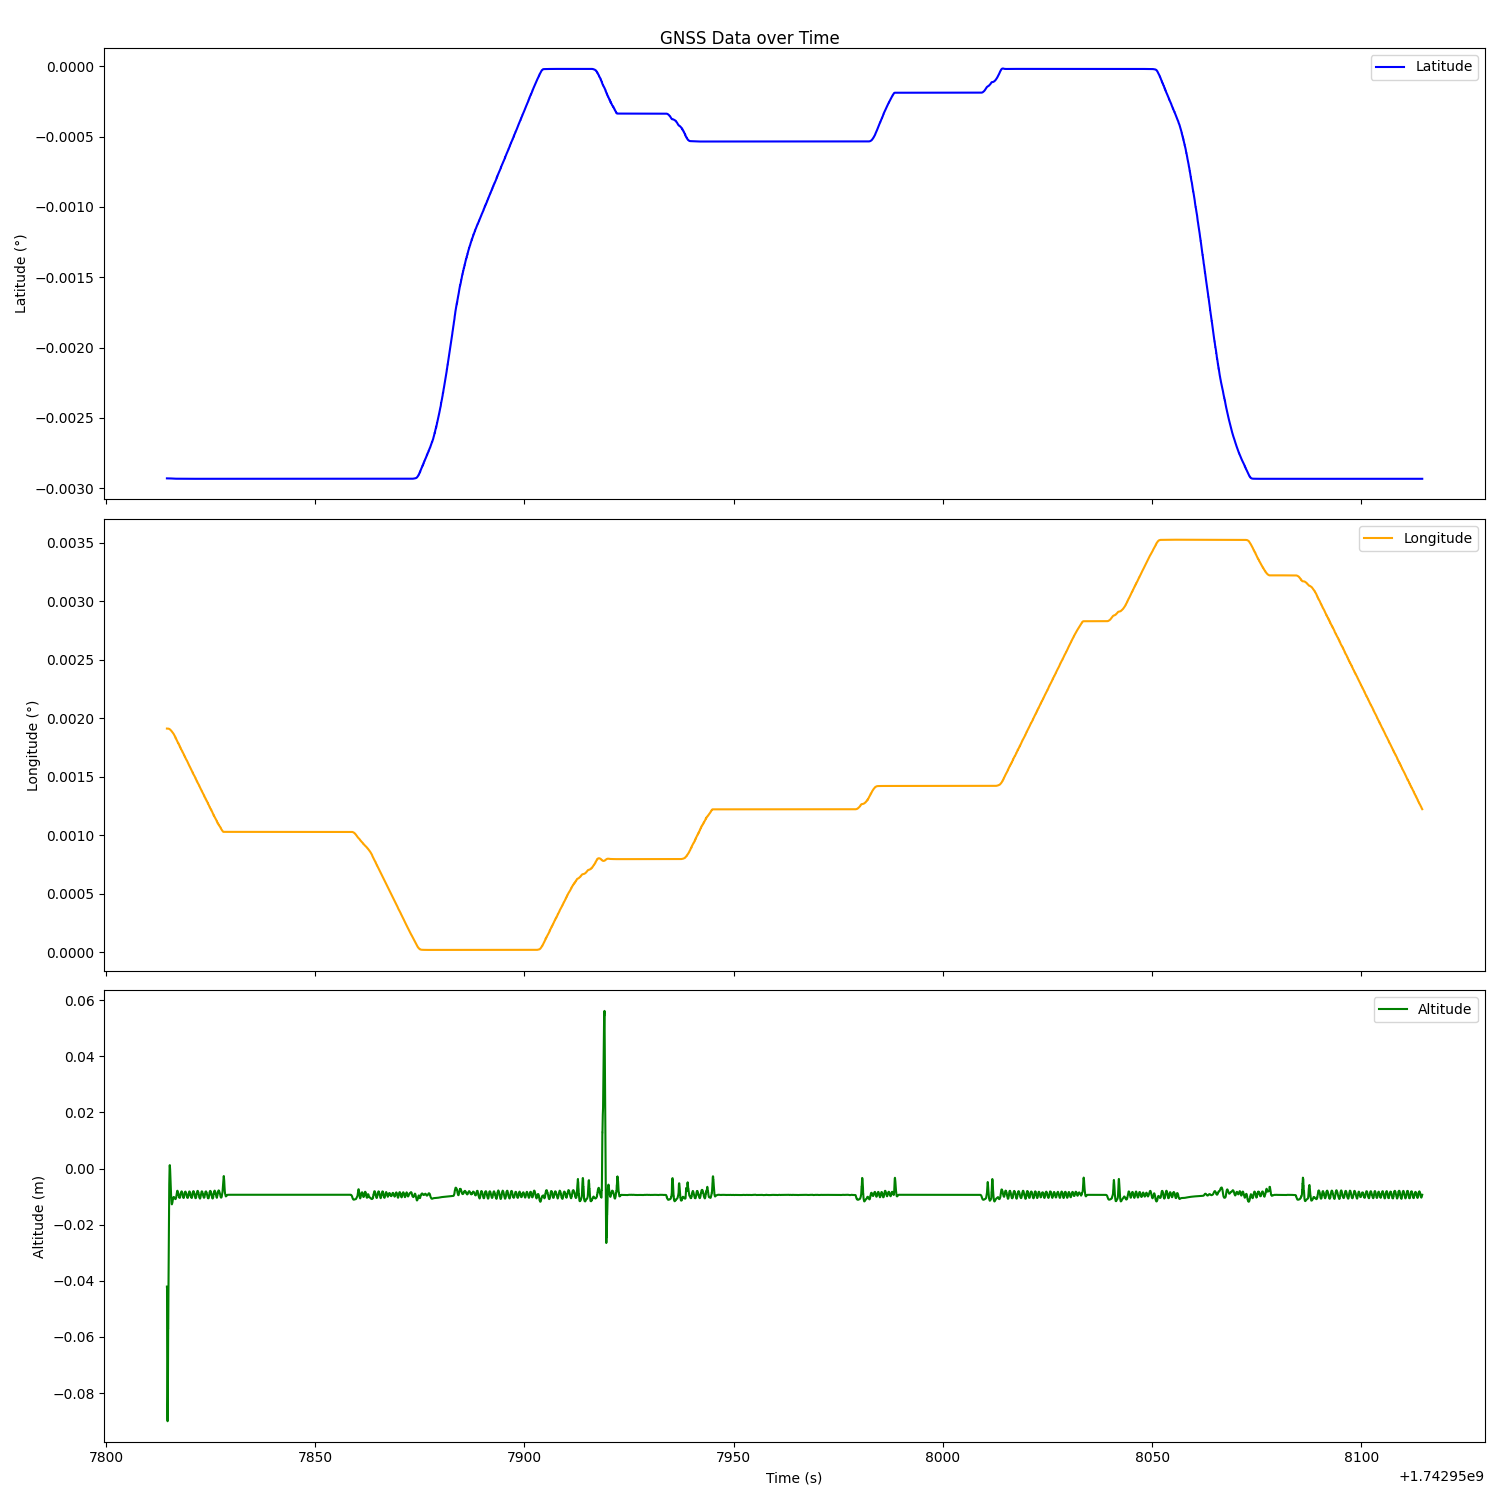 GNSS Data over Time
Latitude
0.0000
−0.0005
−0.0010
−0.0015
−0.0020
−0.0025
−0.0030
Latitude (°)
Longitude
0.0035
0.0030
0.0025
0.0020
0.0015
0.0010
0.0005
0.0000
Longitude (°)
Altitude
0.06
0.04
0.02
0.00
−0.02
−0.04
−0.06
−0.08
Altitude (m)
7800 7850 7900 7950 8000 8050 8100
Time (s)
+1.74295e9